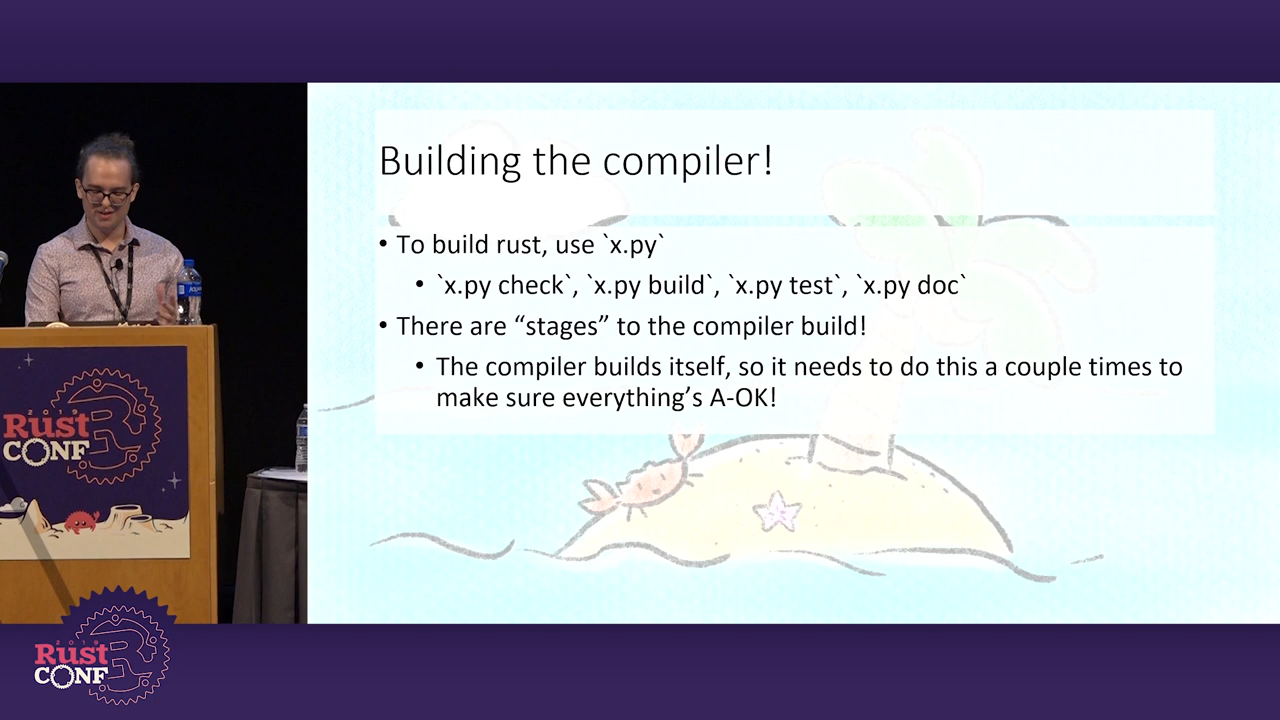 Building the compiler!
• To build rust, use `x.py`
• `x.py check`, `x.py build`, `x.py test`, `x.py doc`
• There are “stages” to the compiler build!
• The compiler builds itself, so it needs to do this a couple times to
make sure everything’s A-OK!
2019
Rust
CONF
2019
Rust
CONF